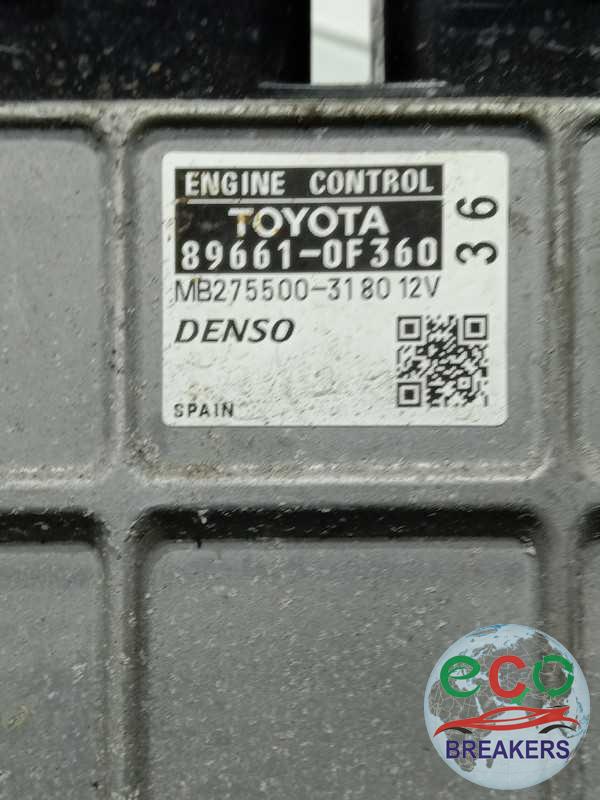 ENGINE CONTROL
TOYOTA
89661-0F360
36
MB275500-3180 12V
DENSO
SPAIN
eco
BREAKERS